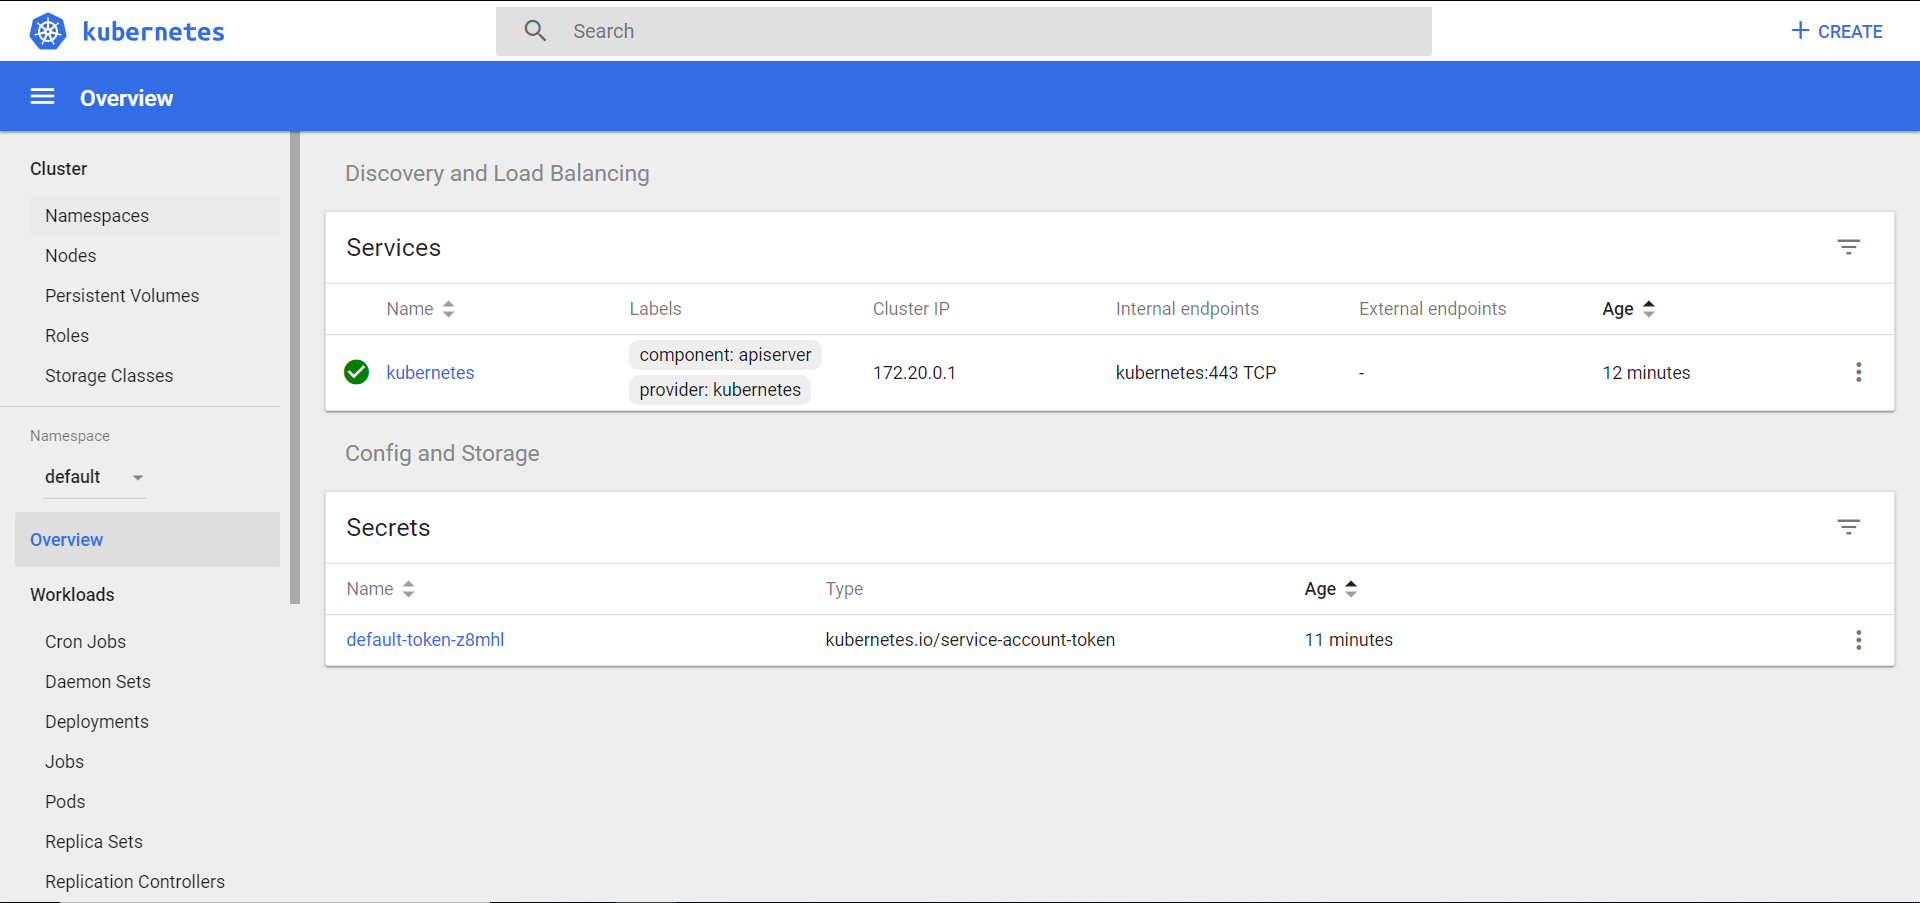 kubernetes
Search
CREATE
Overview
Cluster
Namespaces
Nodes
Persistent Volumes
Roles
Storage Classes
Namespace
default
Overview
Workloads
Cron Jobs
Daemon Sets
Deployments
Jobs
Pods
Replica Sets
Replication Controllers
Discovery and Load Balancing
Services
Name Labels Cluster IP Internal endpoints External endpoints Age
kubernetes component: apiserver 172.20.0.1 kubernetes:443 TCP - 12 minutes
provider: kubernetes
Config and Storage
Secrets
Name Type Age
default-token-z8mhl kubernetes.io/service-account-token 11 minutes